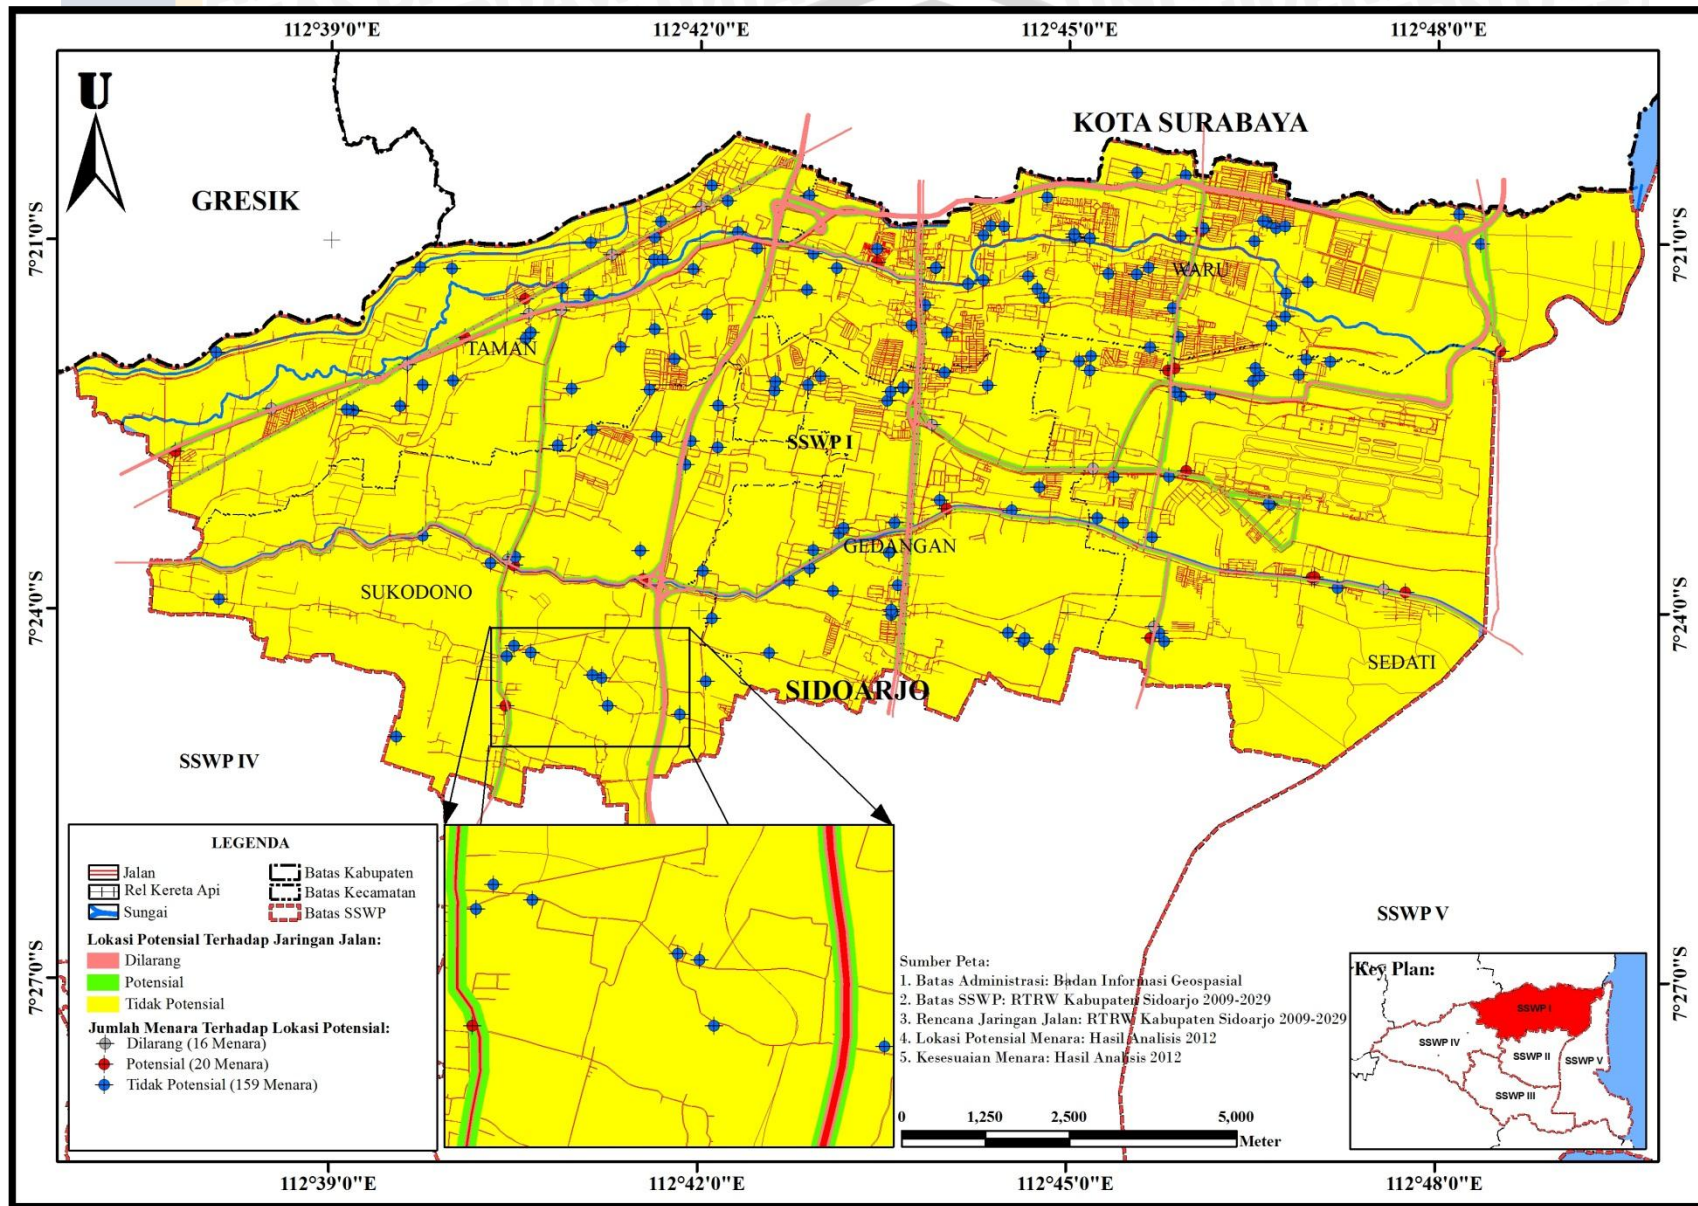 112°39'0"E
112°42'0"E
112°45'0"E
112°48'0"E
U
KOTA SURABAYA
GRESIK
7°21'0"S
7°21'0"S
WARU
TAMAN
SSWP I
GEDANGAN
SUKODONO
7°24'0"S
7°24'0"S
SEDATI
SIDOARJO
SSWP IV
LEGENDA
Jalan
Rel Kereta Api
Sungai
Batas Kabupaten
Batas Kecamatan
Batas SSWP
Lokasi Potensial Terhadap Jaringan Jalan:
Dilarang
Potensial
Tidak Potensial
Jumlah Menara Terhadap Lokasi Potensial:
Dilarang (16 Menara)
Potensial (20 Menara)
Tidak Potensial (159 Menara)
SSWP V
Sumber Peta:
1. Batas Administrasi: Badan Informasi Geospasial
2. Batas SSWP: RTRW Kabupaten Sidoarjo 2009-2029
3. Rencana Jaringan Jalan: RTRW Kabupaten Sidoarjo 2009-2029
4. Lokasi Potensial Menara: Hasil Analisis 2012
5. Kesesuaian Menara: Hasil Analisis 2012
0 1,250 2,500 5,000
Meter
Key Plan:
SSWP I
SSWP IV
SSWP II
SSWP V
SSWP III
7°27'0"S
7°27'0"S
112°39'0"E
112°42'0"E
112°45'0"E
112°48'0"E